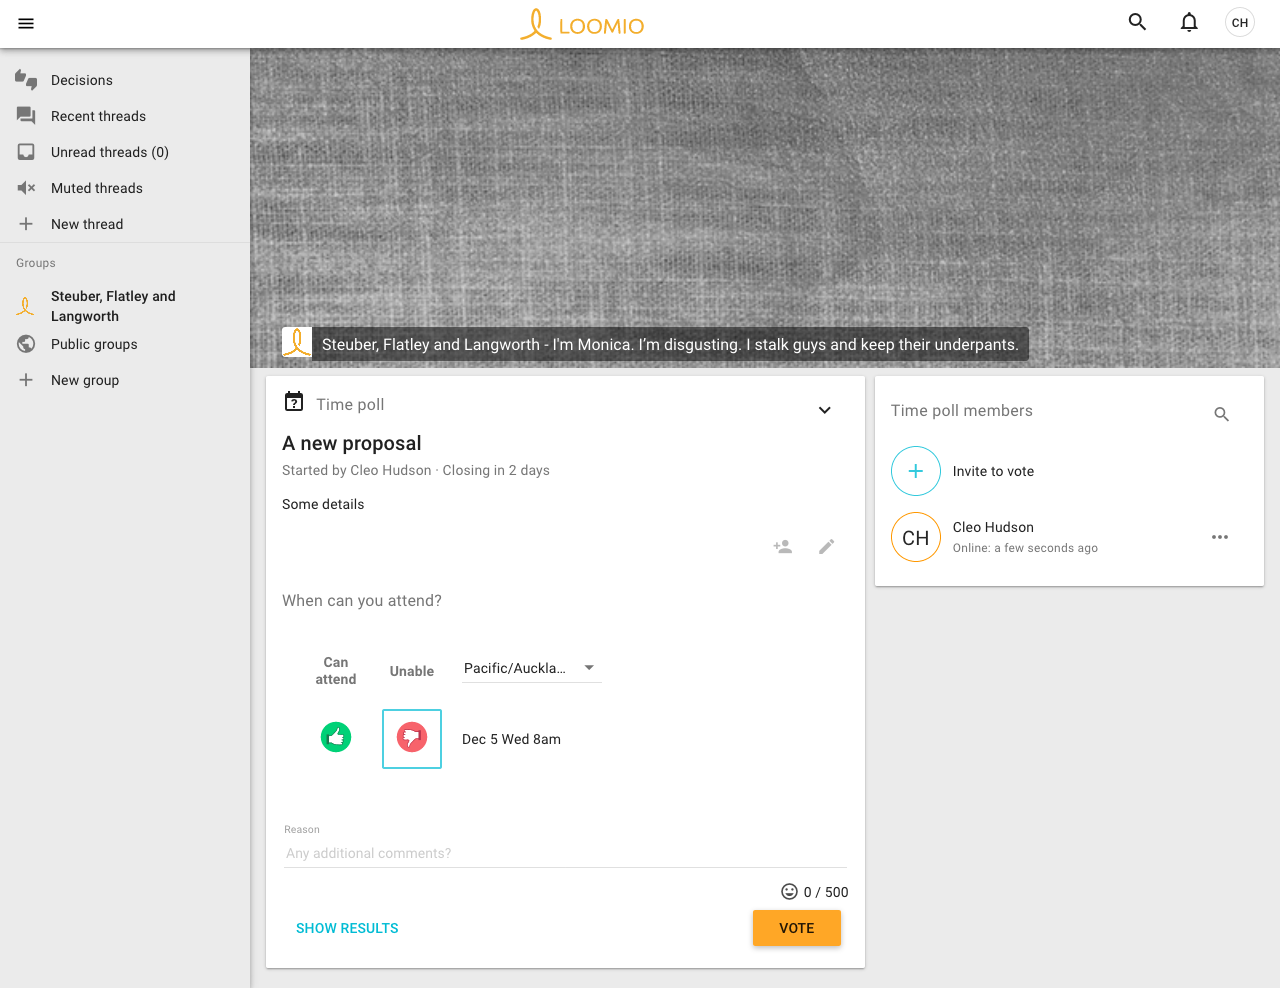 LOOMIO
CH
Decisions
Recent threads
Unread threads (0)
Muted threads
New thread
Groups
Steuber, Flatley and
Langworth
Public groups
New group
Steuber, Flatley and Langworth - I'm Monica. I’m disgusting. I stalk guys and keep their underpants.
Time poll
A new proposal
Started by Cleo Hudson · Closing in 2 days
Some details
When can you attend?
Can
attend
Unable
Pacific/Auckla...
Dec 5 Wed 8am
Reason
Any additional comments?
0 / 500
SHOW RESULTS
VOTE
Time poll members
Invite to vote
CH
Cleo Hudson
Online: a few seconds ago